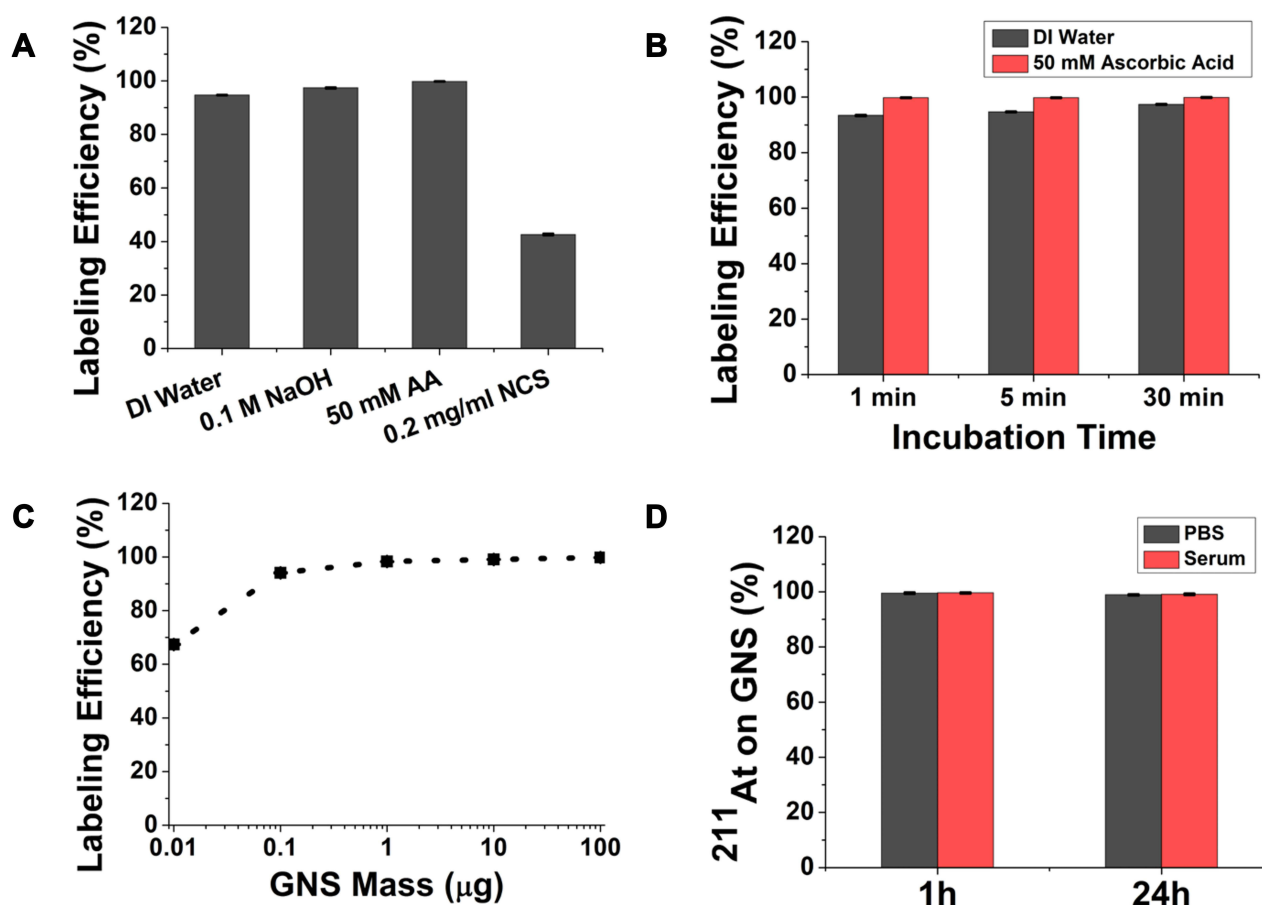 A
Labeling Efficiency (%)
120
100
80
60
40
20
0
DI Water
0.1 M NaOH
50 mM AA
0.2 mg/ml NCS
B
Labeling Efficiency (%)
120
100
80
60
40
20
0
DI Water
50 mM Ascorbic Acid
1 min
5 min
30 min
Incubation Time
C
Labeling Efficiency (%)
120
100
80
60
40
20
0
0.01
0.1
1
10
100
GNS Mass (μg)
D
²¹¹At on GNS (%)
120
100
80
60
40
20
0
PBS
Serum
1h
24h